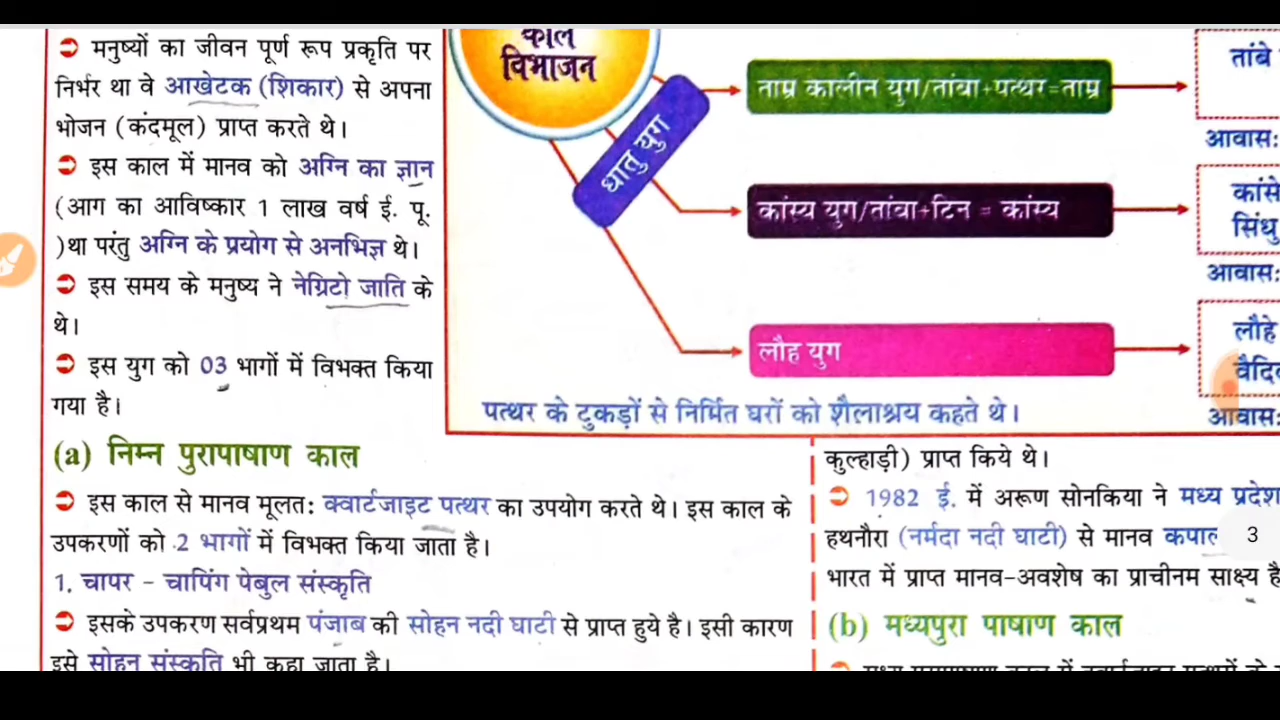 ➲ मनुष्यों का जीवन पूर्ण रूप प्रकृति पर
निर्भर था वे आखेटक (शिकार) से अपना
भोजन (कंदमूल) प्राप्त करते थे।
➲ इस काल में मानव को अग्नि का ज्ञान
(आग का आविष्कार 1 लाख वर्ष ई. पू.
)था परंतु अग्नि के प्रयोग से अनभिज्ञ थे।
➲ इस समय के मनुष्य ने नेग्रिटो जाति के
थे।
➲ इस युग को 03 भागों में विभक्त किया
गया है।
काल
विभाजन
धातु युग
ताम्र कालीन युग/तांबा+पत्थर=ताम्र
तांबे
आवास:
कांस्य युग/तांबा+टिन = कांस्य
कांसे
सिंधु
आवास:
लौह युग
लौहे
आवास:
पत्थर के टुकड़ों से निर्मित घरों को शैलाश्रय कहते थे।
(a) निम्न पुरापाषाण काल
➲ इस काल से मानव मूलत: क्वार्टजाइट पत्थर का उपयोग करते थे। इस काल के
उपकरणों को 2 भागों में विभक्त किया जाता है।
1. चापर – चापिंग पेबुल संस्कृति
➲ इसके उपकरण सर्वप्रथम पंजाब की सोहन नदी घाटी से प्राप्त हुये है। इसी कारण
इसे सोहन संस्कृति भी कहा जाता है।
कुल्हाड़ी) प्राप्त किये थे।
➲ 1982 ई. में अरूण सोनकिया ने मध्य प्रदेश
हथनौरा (नर्मदा नदी घाटी) से मानव
भारत में प्राप्त मानव-अवशेष का प्राचीनम साक्ष्य है
3
(b) मध्यपुरा पाषाण काल